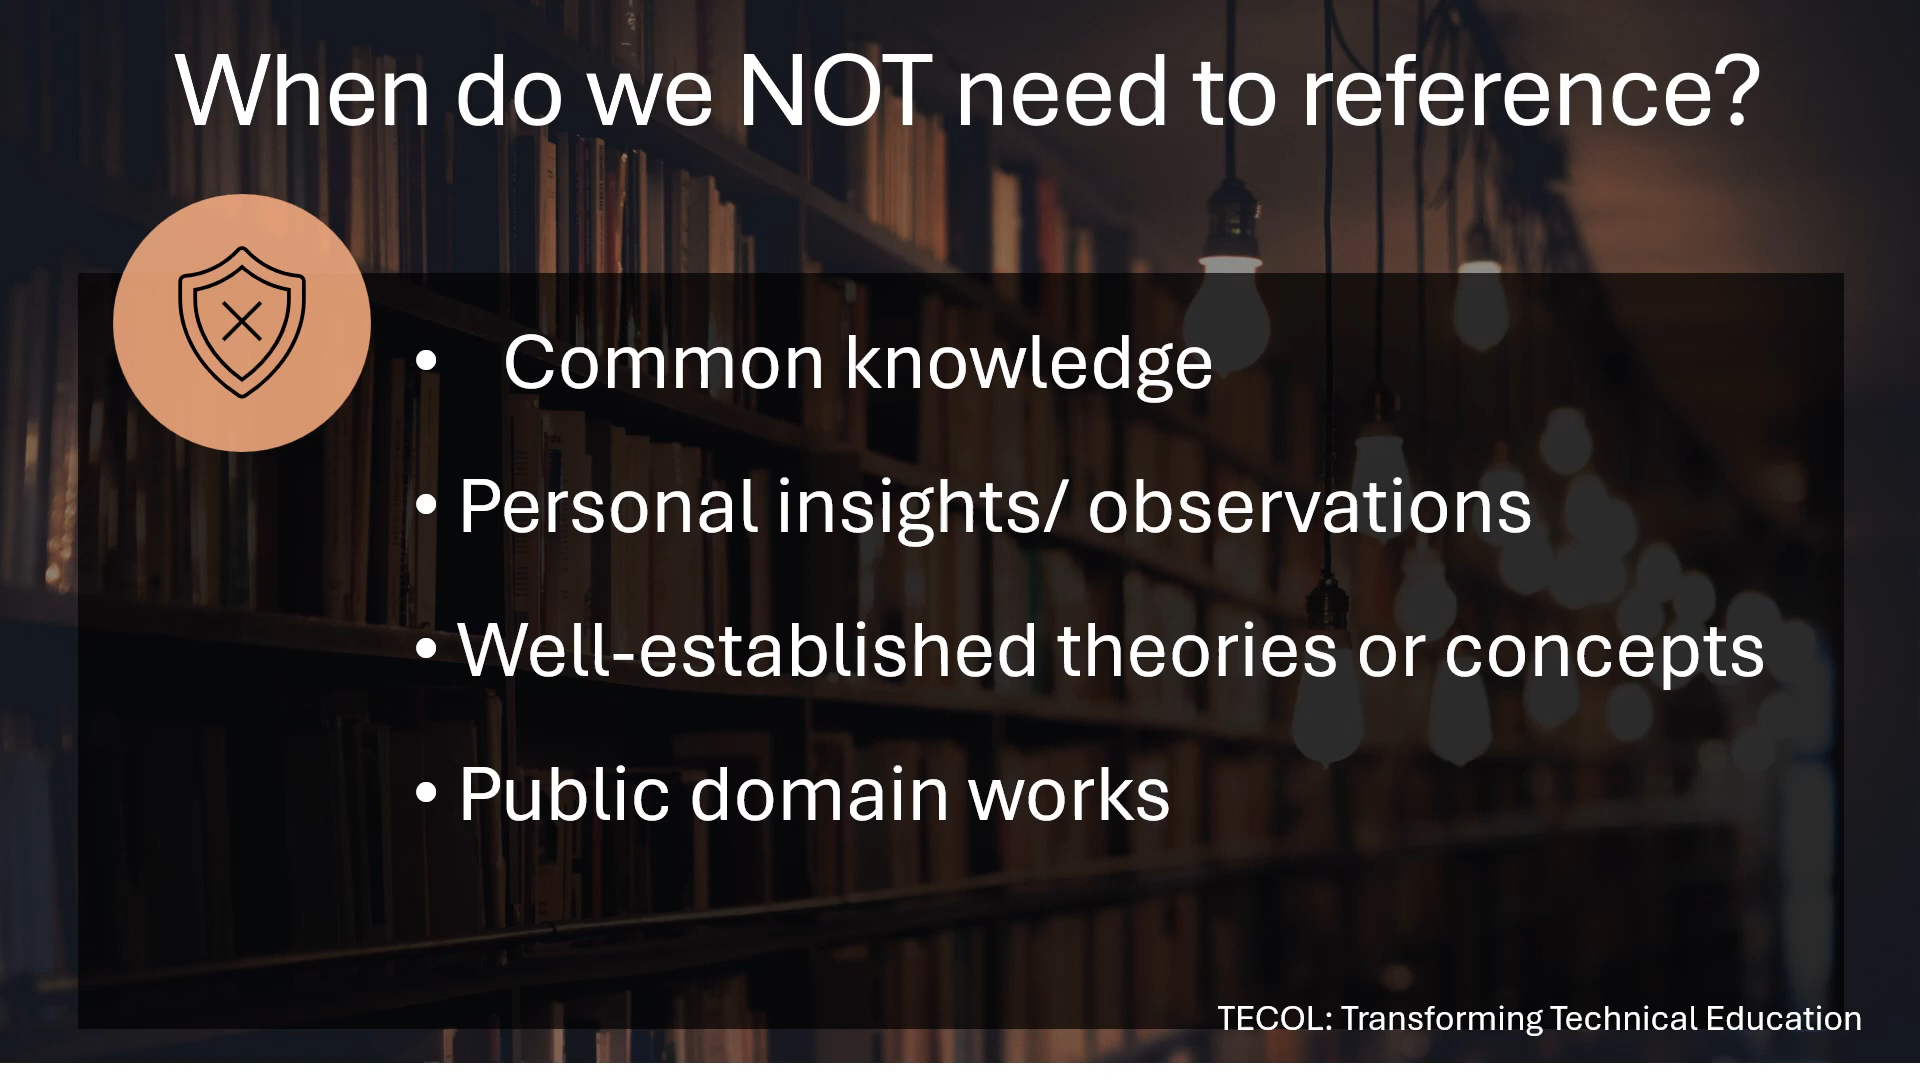 When do we NOT need to reference?
• Common knowledge
• Personal insights/ observations
• Well-established theories or concepts
• Public domain works
TECOL: Transforming Technical Education